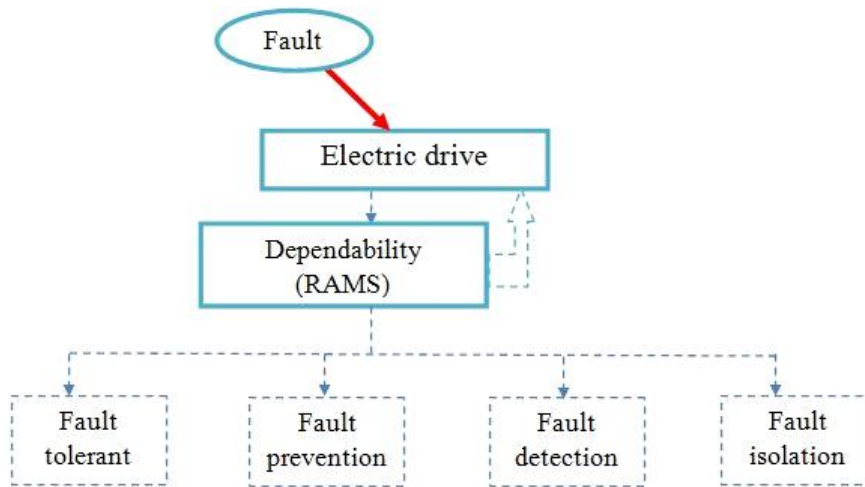 Fault
Electric drive
Dependability
(RAMS)
Fault
tolerant
Fault
prevention
Fault
detection
Fault
isolation